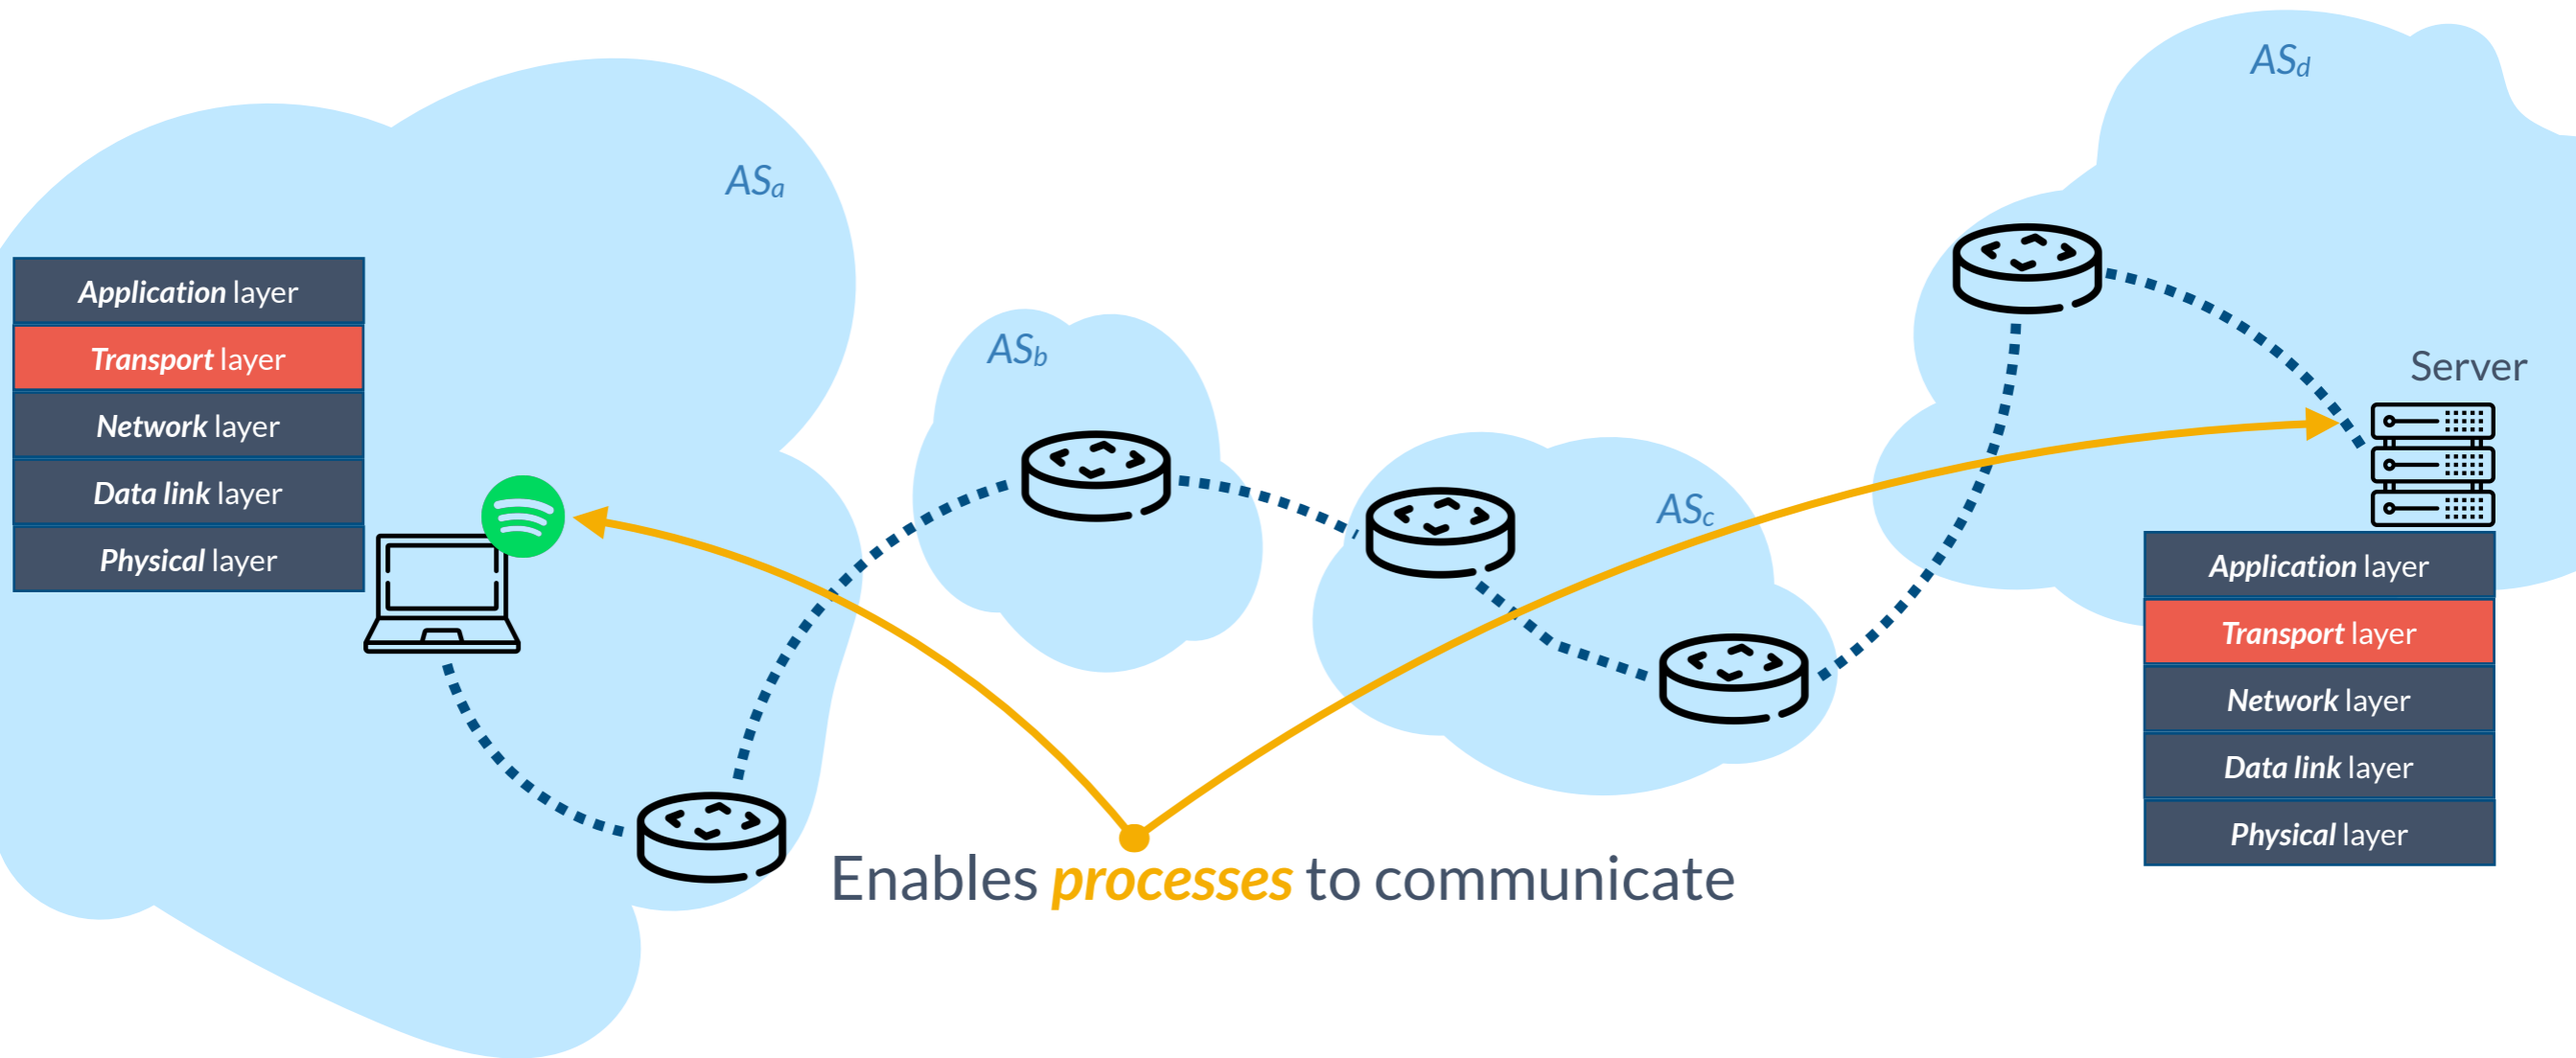 ASa
Application layer
Transport layer
Network layer
Data link layer
Physical layer
ASb
ASc
ASd
Server
Application layer
Transport layer
Network layer
Data link layer
Physical layer
Enables processes to communicate